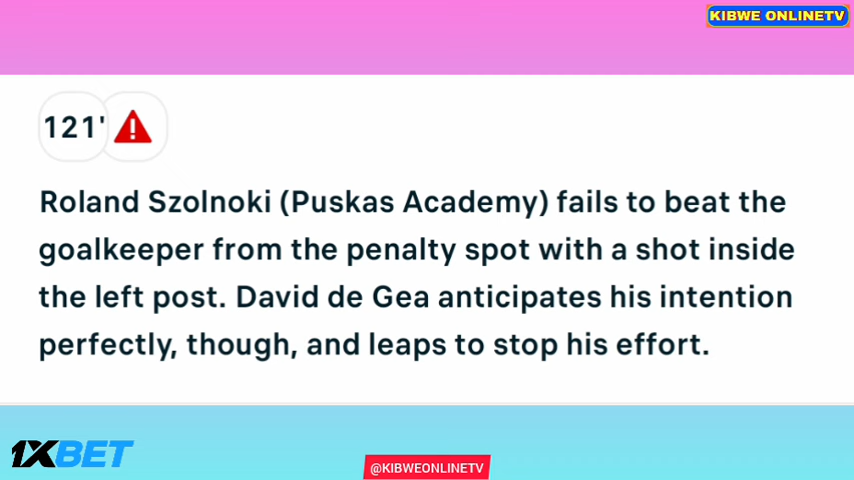 KIBWE ONLINETV
121'
Roland Szolnoki (Puskas Academy) fails to beat the
goalkeeper from the penalty spot with a shot inside
the left post. David de Gea anticipates his intention
perfectly, though, and leaps to stop his effort.
1XBET
@KIBWEONLINETV